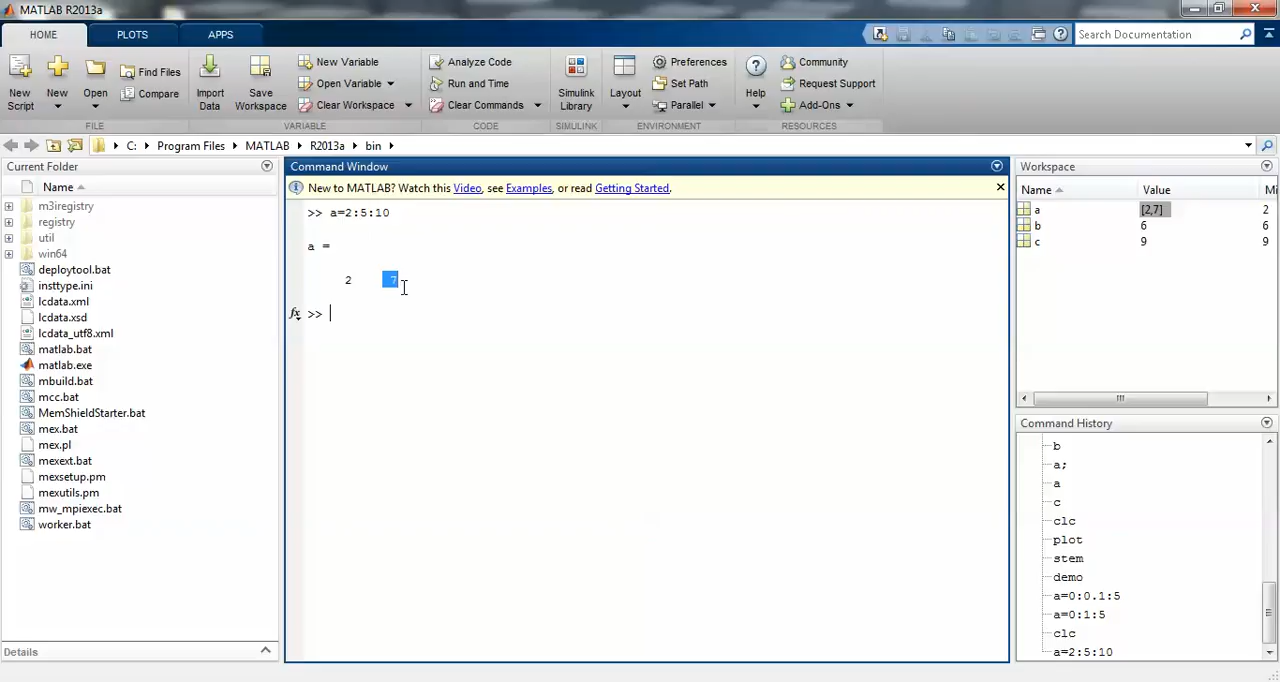 MATLAB R2013a
HOME PLOTS APPS
Search Documentation
New Script
New
Open
Find Files
Compare
Import Data
Save Workspace
New Variable
Open Variable
Clear Workspace
Analyze Code
Run and Time
Clear Commands
Simulink Library
Layout
Preferences
Set Path
Parallel
Help
Community
Request Support
Add-Ons
FILE VARIABLE CODE SIMULINK ENVIRONMENT RESOURCES
C: Program Files MATLAB R2013a bin
Current Folder
Name
m3iregistry
registry
util
win64
deploytool.bat
insttype.ini
lcdata.xml
lcdata.xsd
lcdata_utf8.xml
matlab.bat
matlab.exe
mbuild.bat
mcc.bat
MemShieldStarter.bat
mex.bat
mex.pl
mexext.bat
mexsetup.pm
mexutils.pm
mw_mpiexec.bat
worker.bat
Details
Command Window
New to MATLAB? Watch this Video, see Examples, or read Getting Started.
>> a=2:5:10
a =
2 7
fx >>
Workspace
Name Value Mi
a [2,7] 2
b 6 6
c 9 9
Command History
b
a;
a
c
clc
plot
stem
demo
a=0:0.1:5
a=0:1:5
clc
a=2:5:10